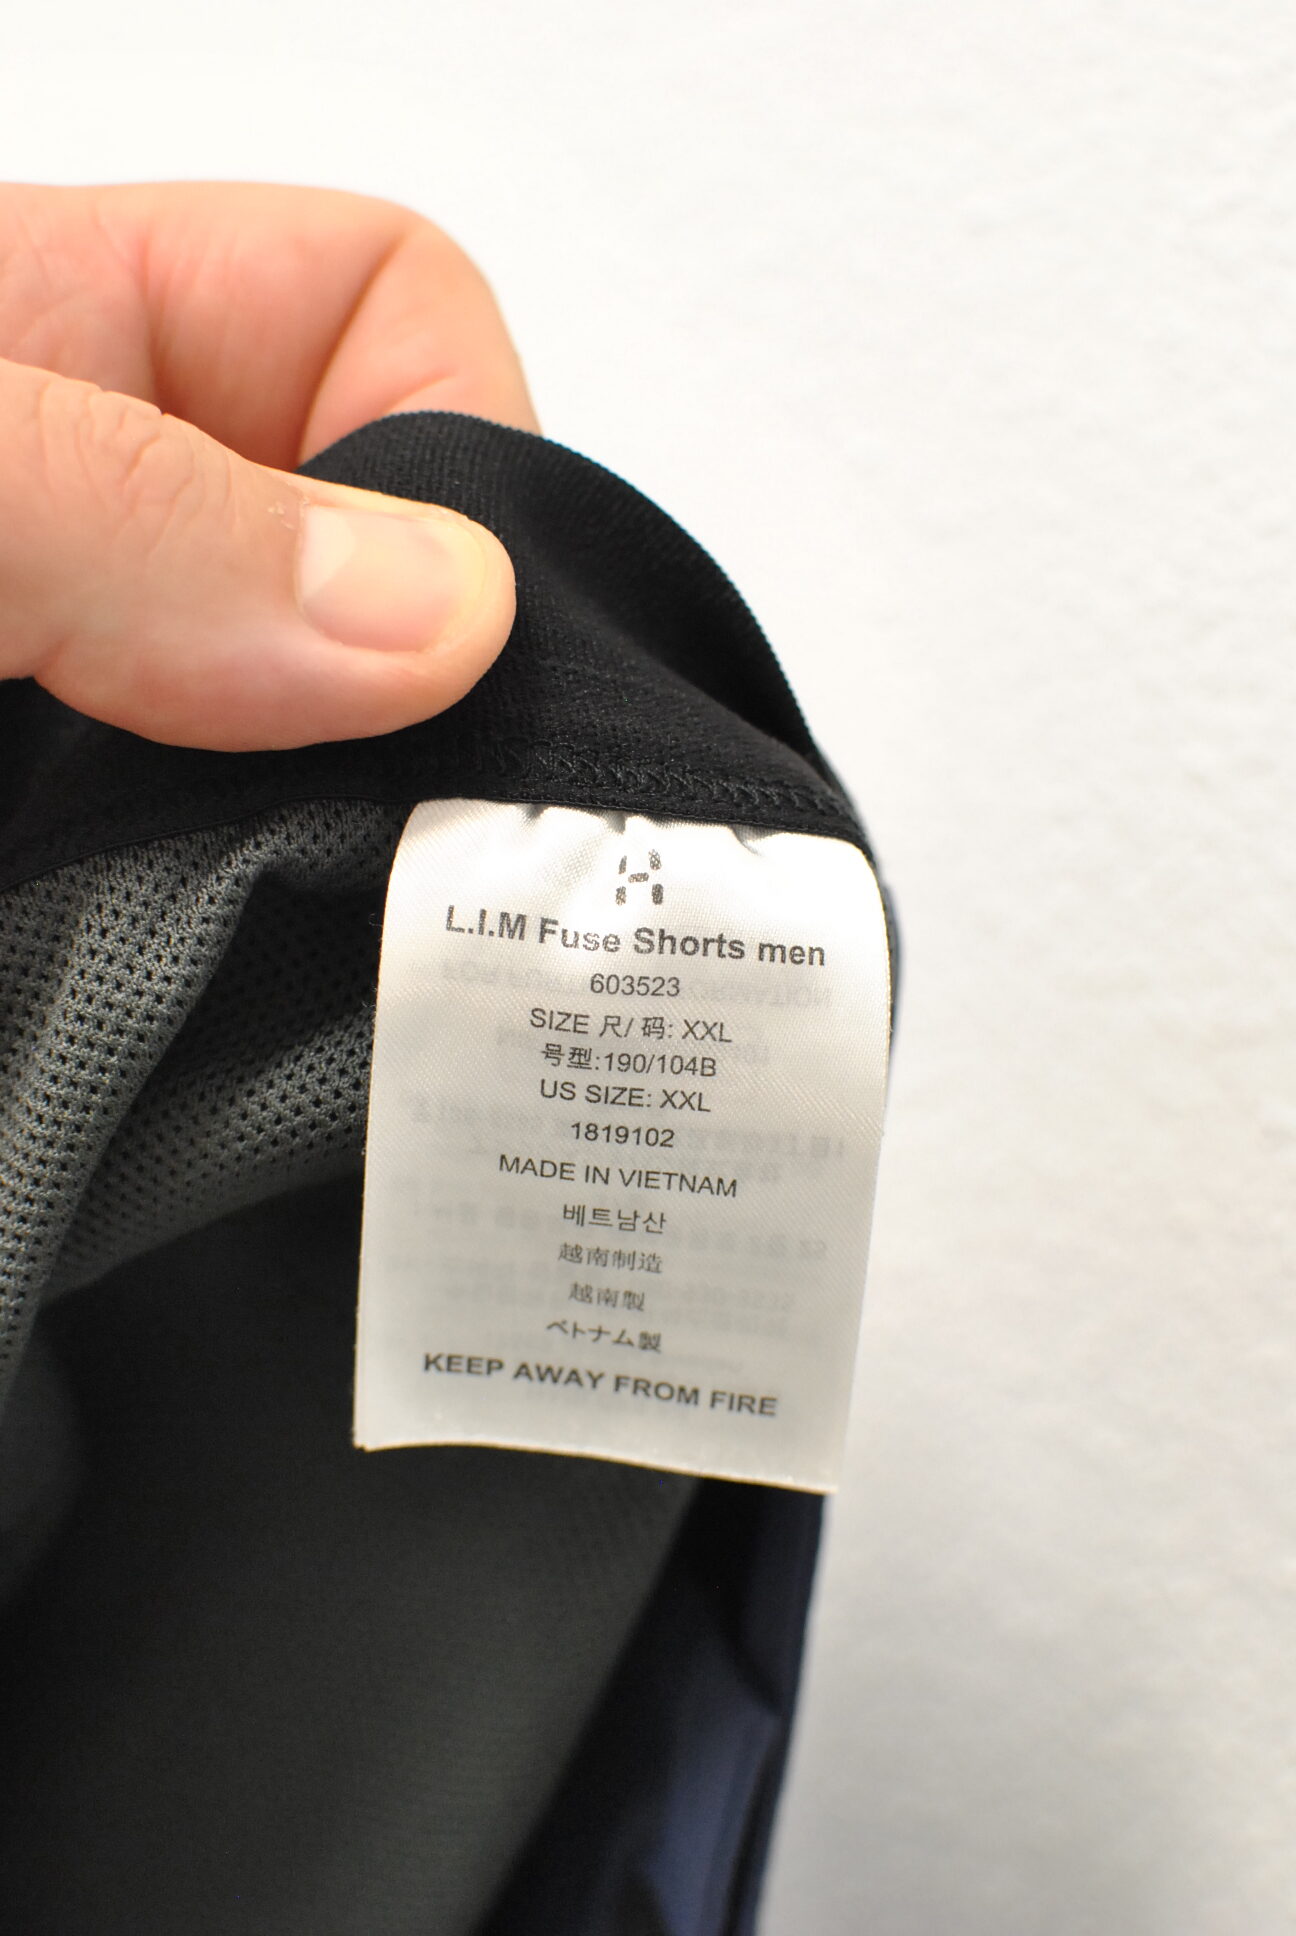 L.I.M Fuse Shorts men
603523
SIZE 尺/ 码: XXL
号型:190/104B
US SIZE: XXL
1819102
MADE IN VIETNAM
베트남산
越南制造
越南製
ベトナム製
KEEP AWAY FROM FIRE